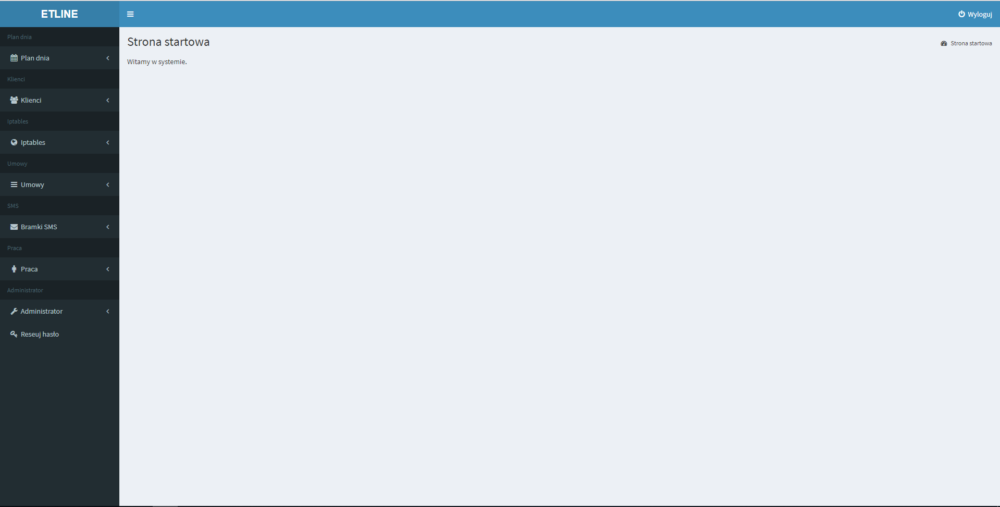 ETLINE
Wyloguj
Plan dnia
Plan dnia
Klienci
Klienci
Iptables
Iptables
Umowy
Umowy
SMS
Bramki SMS
Praca
Praca
Administrator
Administrator
Reseuj hasło
Strona startowa
Strona startowa
Witamy w systemie.